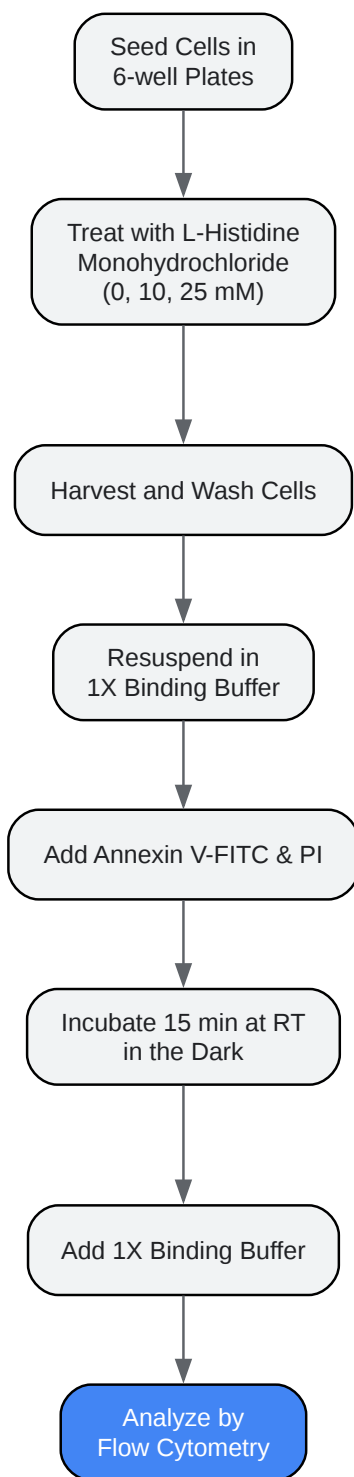 Seed Cells in
6-well Plates
Treat with L-Histidine
Monohydrochloride
(0, 10, 25 mM)
Harvest and Wash Cells
Resuspend in
1X Binding Buffer
Add Annexin V-FITC & PI
Incubate 15 min at RT
in the Dark
Add 1X Binding Buffer
Analyze by
Flow Cytometry